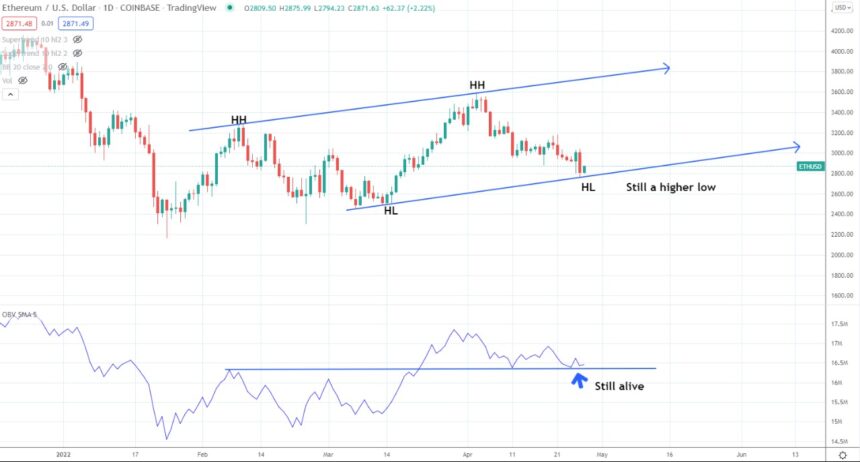 Ethereum / U.S. Dollar · 1D · COINBASE · TradingView O2809.50 H2875.99 L2794.23 C2871.63 +62.37 (+2.22%)
USD
2871.48 0.01 2871.49
Supertrend 10 hl2 3
10 hl2 2
BB 20 close 2.0
Vol
4200.00
4000.00
3800.00
3600.00
3400.00
3200.00
3000.00
2800.00
2600.00
2400.00
2200.00
2000.00
1800.00
1600.00
HH
HH
ETHUSD
HL
HL
Still a higher low
OBV SMA 5
17.5M
16.5M
15.5M
15M
14.5M
Still alive
2022 17 Feb 14 Mar 14 Apr 11 May 16 Jun 13